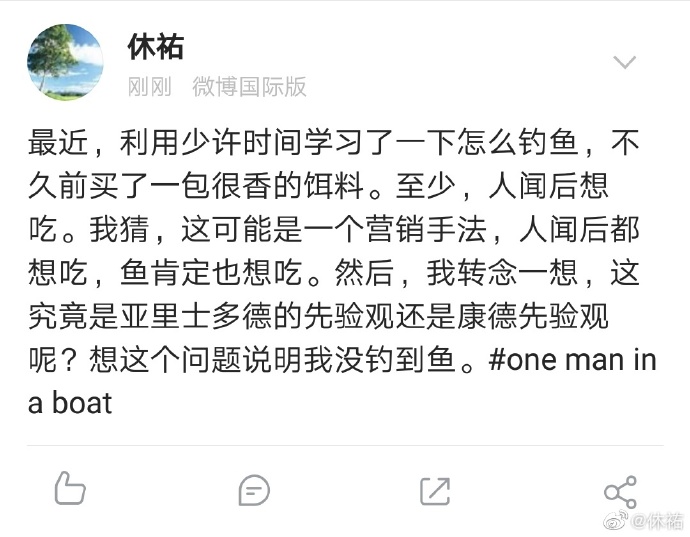 休祐
刚刚 微博国际版
最近，利用少许时间学习了一下怎么钓鱼，不
久前买了一包很香的饵料。至少，人闻后想
吃。我猜，这可能是一个营销手法，人闻后都
想吃，鱼肯定也想吃。然后，我转念一想，这
究竟是亚里士多德的先验观还是康德先验观
呢？想这个问题说明我没钓到鱼。#one man in
a boat
@休祐